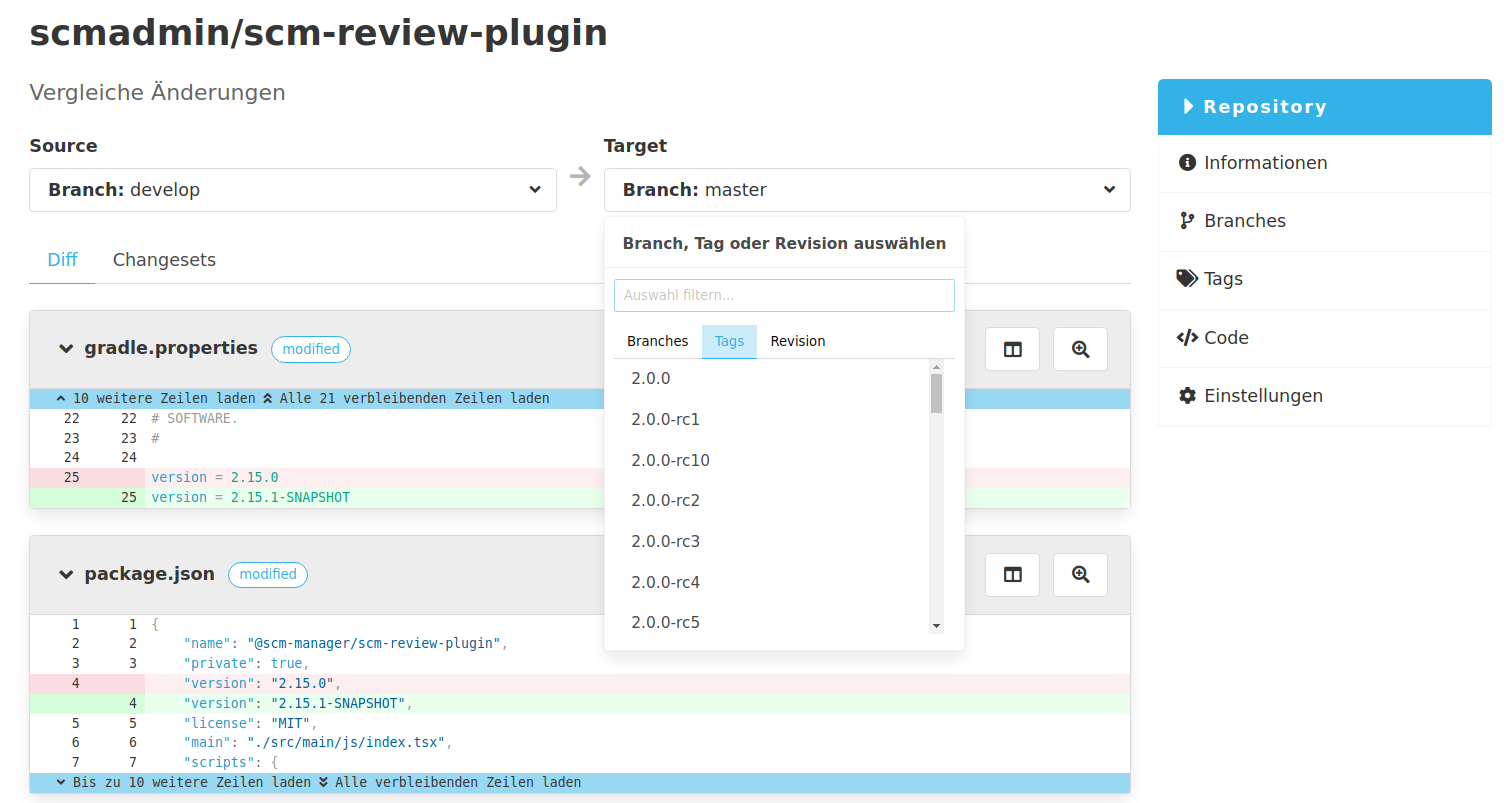 scmadmin/scm-review-plugin
Vergleiche Änderungen
Source
Target
Branch: develop
Branch: master
Branch, Tag oder Revision auswählen
Auswahl filtern...
Branches Tags Revision
2.0.0
2.0.0-rc1
2.0.0-rc10
2.0.0-rc2
2.0.0-rc3
2.0.0-rc4
2.0.0-rc5
Diff Changesets
gradle.properties modified
10 weitere Zeilen laden Alle 21 verbleibenden Zeilen laden
22 22 # SOFTWARE.
23 23 #
24 24
25 version = 2.15.0
25 version = 2.15.1-SNAPSHOT
package.json modified
1 1 {
2 2 "name": "@scm-manager/scm-review-plugin",
3 3 "private": true,
4 "version": "2.15.0",
4 "version": "2.15.1-SNAPSHOT",
5 5 "license": "MIT",
6 6 "main": "./src/main/js/index.tsx",
7 7 "scripts": {
Bis zu 10 weitere Zeilen laden Alle verbleibenden Zeilen laden
Repository
Informationen
Branches
Tags
Code
Einstellungen